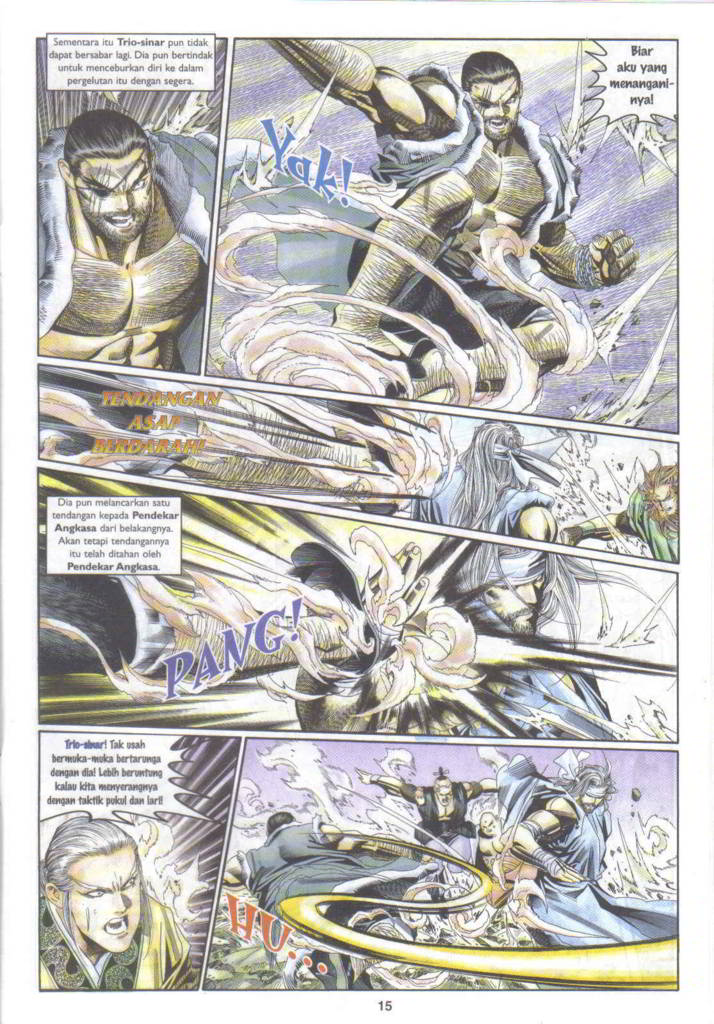 Sementara itu Trio-sinar pun tidak
dapat bersabar lagi. Dia pun bertindak
untuk menceburkan diri ke dalam
pergelutan itu dengan segera.
Biar
aku yang
menangani-
nya!
Yak!
TENDANGAN
ASAP
BERDARAH!
Dia pun melancarkan satu
tendangan kepada Pendekar
Angkasa dari belakangnya.
Akan tetapi tendangannya
itu telah ditahan oleh
Pendekar Angkasa.
PANG!
Trio-sinar! Tak usah
bermuka-muka bertarunga
dengan dia! Lebih beruntung
kalau kita menyerangnya
dengan taktik pukul dan lari!
HU...
15